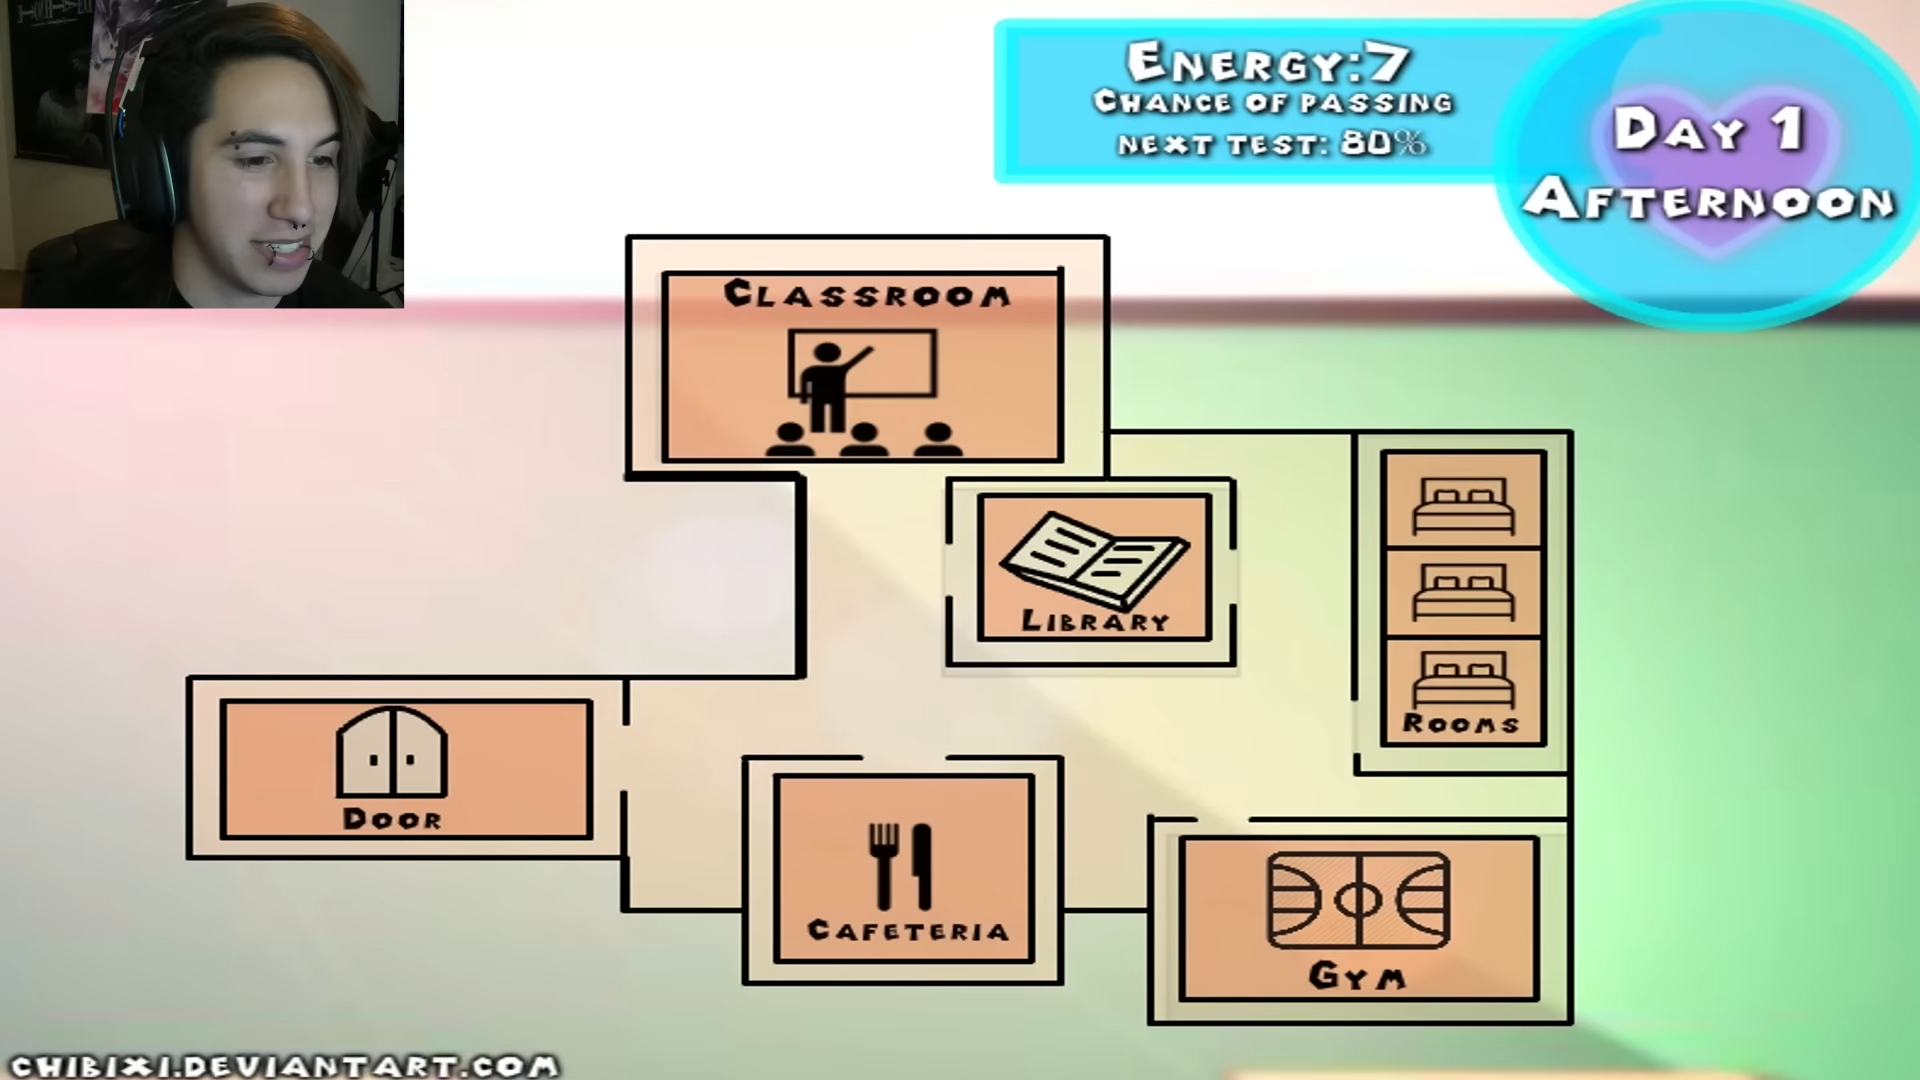 Energy:7
Chance of passing
next test: 80%
Day 1
Afternoon
Classroom
Library
Rooms
Door
Cafeteria
Gym
chibixi.deviantart.com